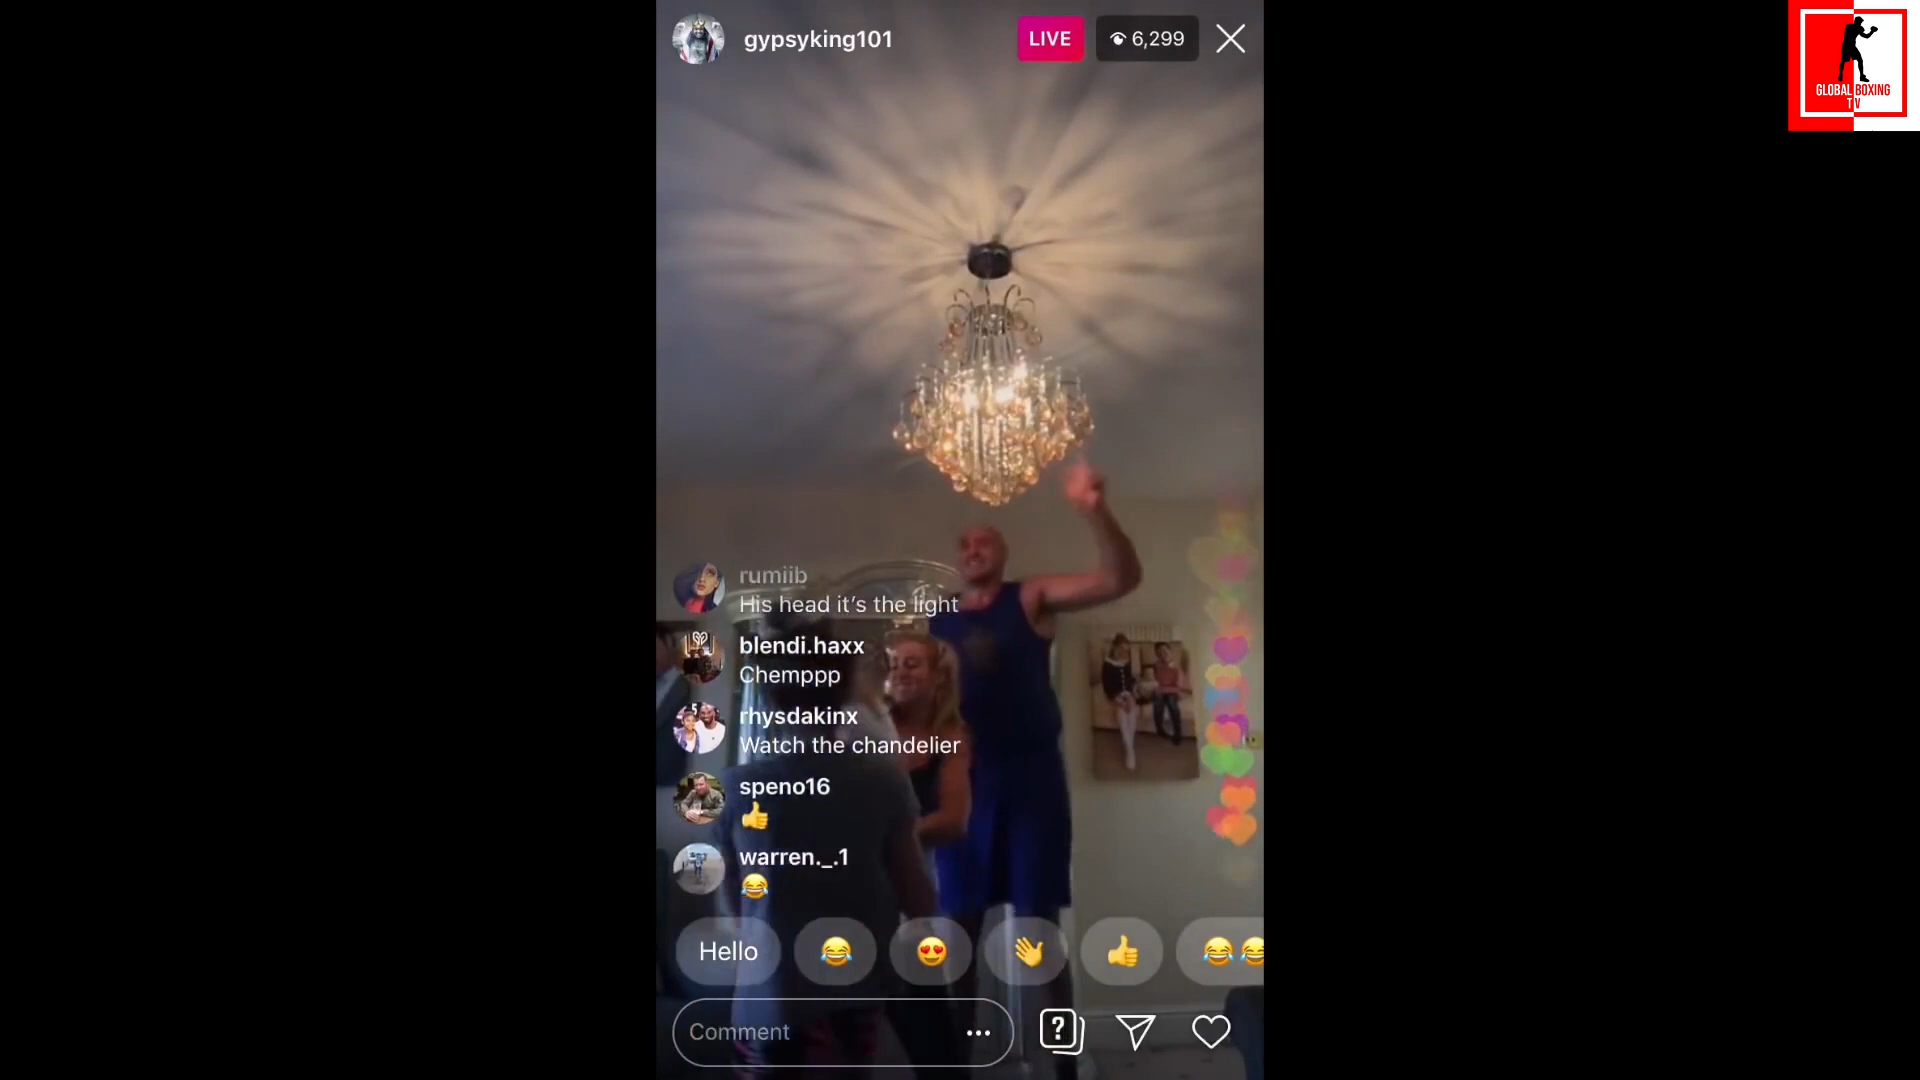 gypsyking101
LIVE
6,299
GLOBAL BOXING
TV
rumiib
His head it's the light
blendi.haxx
Chemppp
rhysdakinx
Watch the chandelier
speno16
👍
warren._.1
😂
Hello 😂 😍 👋 👍 😂😂
Comment